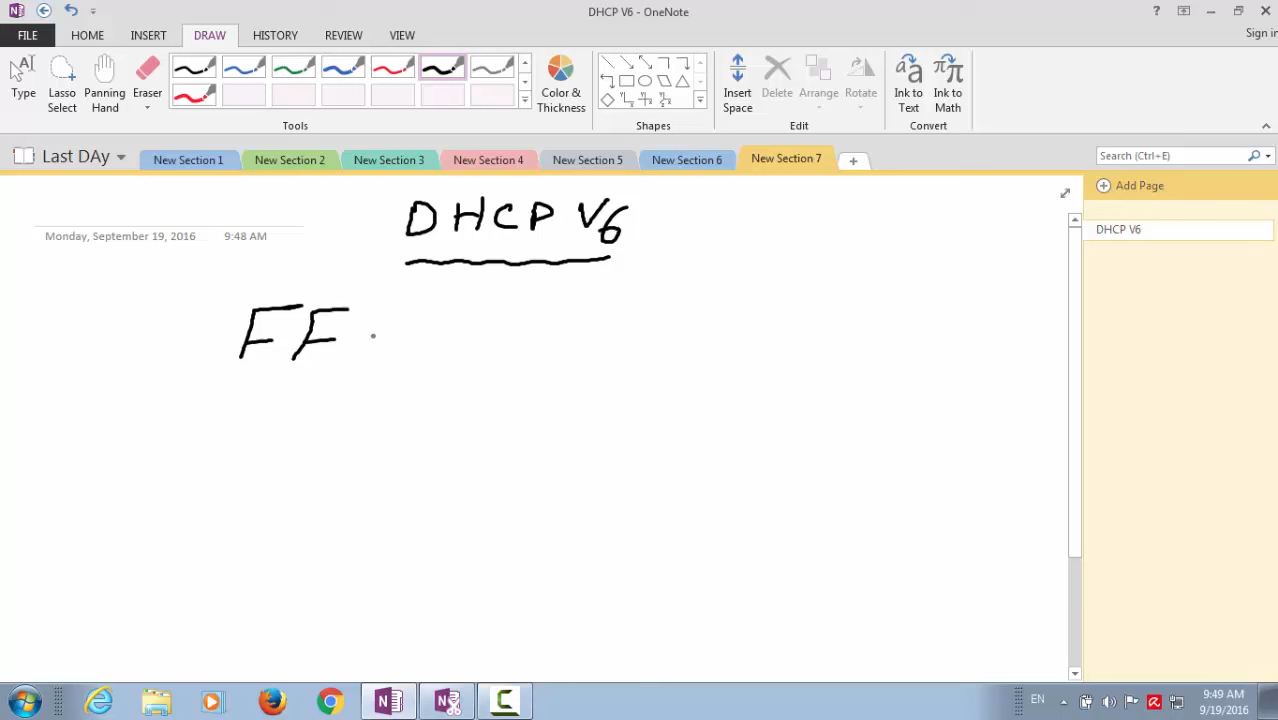 DHCP V6 - OneNote
?
Sign in
FILE HOME INSERT DRAW HISTORY REVIEW VIEW
Type
Lasso Select
Panning Hand
Eraser
Color & Thickness
Insert Space
Delete
Arrange
Rotate
Ink to Text
Ink to Math
Tools
Shapes
Edit
Convert
Last DAy
New Section 1 New Section 2 New Section 3 New Section 4 New Section 5 New Section 6 New Section 7
Search (Ctrl+E)
Add Page
DHCP V6
DHCP V6
Monday, September 19, 2016 9:48 AM
FF
EN
9:49 AM
9/19/2016